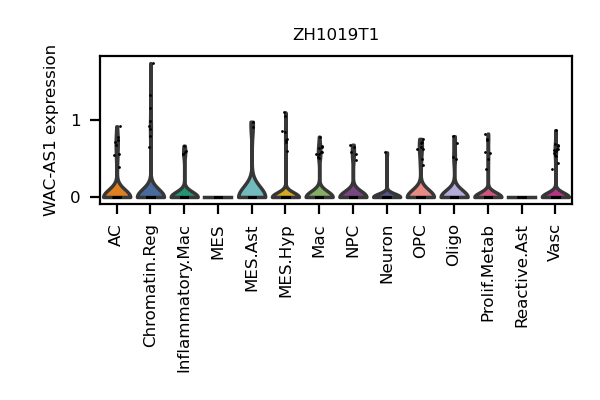 ZH1019T1
WAC-AS1 expression
1
0
AC
Chromatin.Reg
Inflammatory.Mac
MES
MES.Ast
MES.Hyp
Mac
NPC
Neuron
OPC
Oligo
Prolif.Metab
Reactive.Ast
Vasc